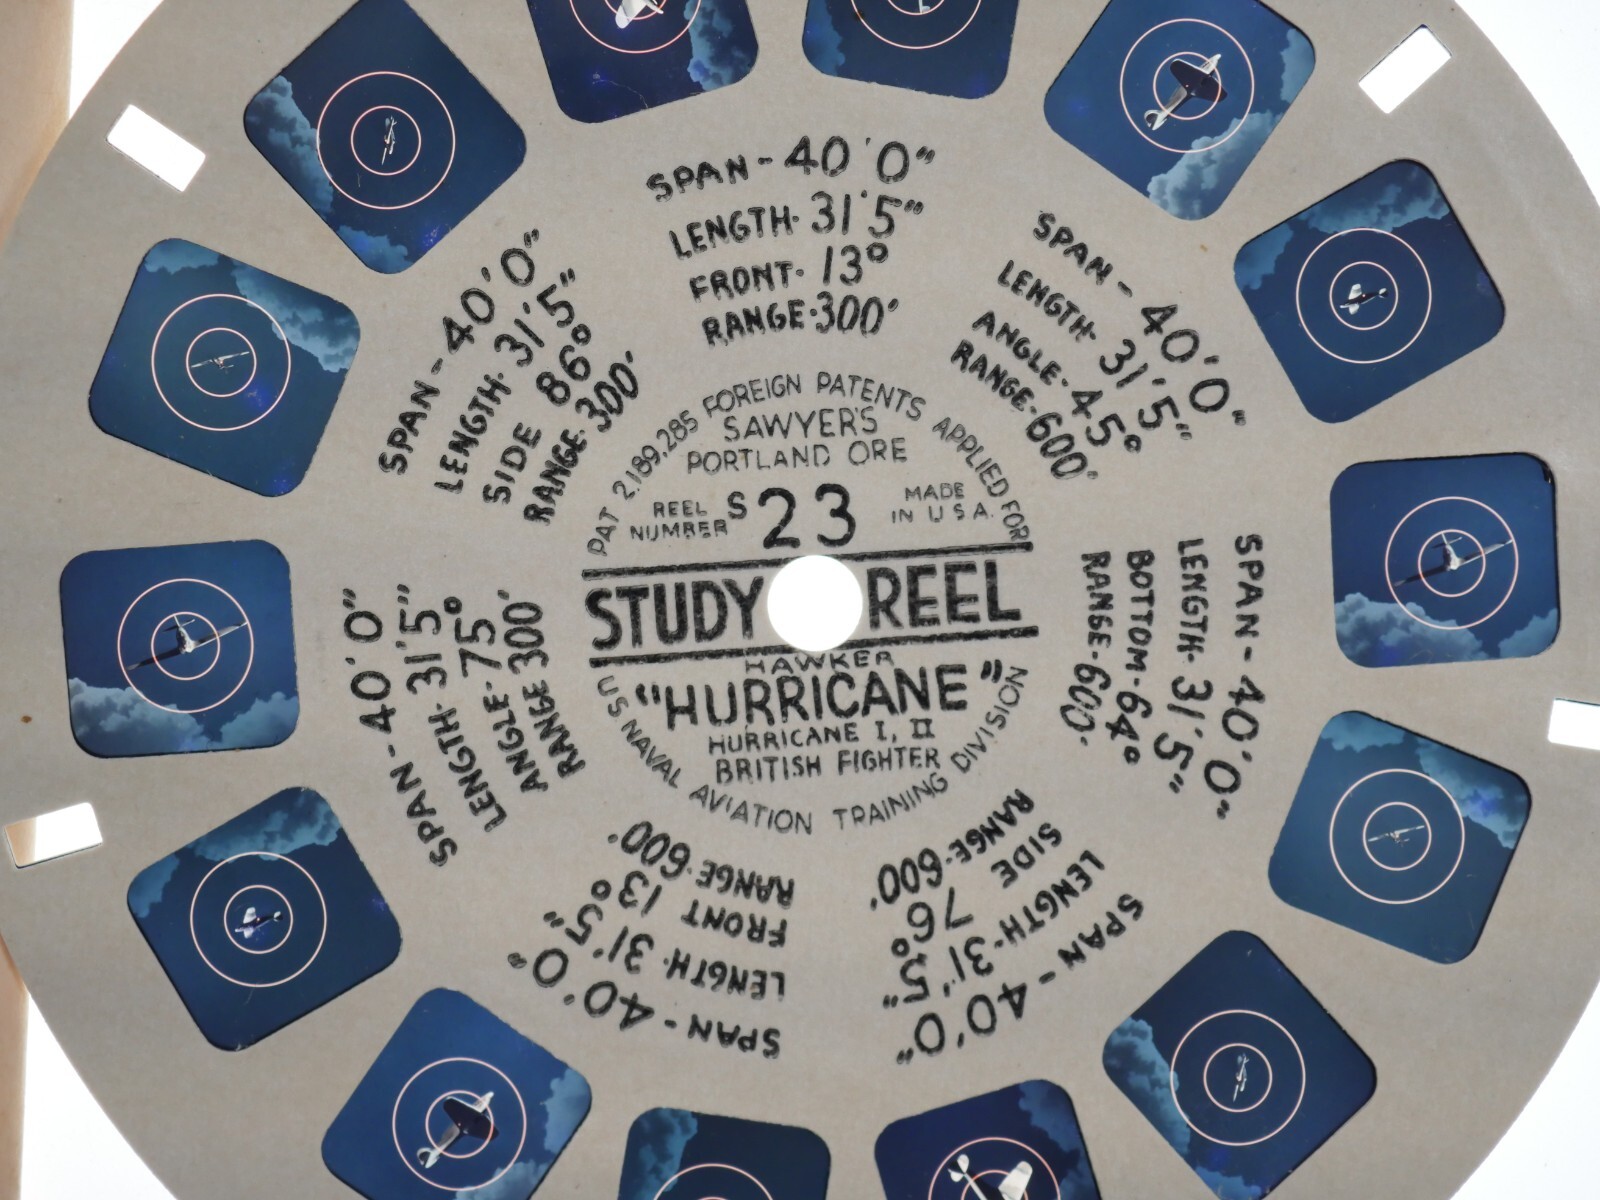 PAT 2,189,285 FOREIGN PATENTS APPLIED FOR
SAWYER'S
PORTLAND ORE
REEL NUMBER S 23
MADE IN U.S.A.
STUDY REEL
HAWKER
"HURRICANE"
HURRICANE I, II
BRITISH FIGHTER
U S NAVAL AVIATION TRAINING DIVISION
SPAN - 40'0"
LENGTH - 31'5"
FRONT - 13°
RANGE - 300'
SPAN - 40'0"
LENGTH - 31'5"
ANGLE - 45°
RANGE - 600'
SPAN - 40'0"
LENGTH - 31'5"
BOTTOM - 64°
RANGE - 600'
SPAN - 40'0"
LENGTH - 31'5"
SIDE 76°
RANGE - 600'
SPAN - 40'0"
LENGTH - 31'5"
FRONT 13°
RANGE - 600'
SPAN - 40'0"
LENGTH - 31'5"
ANGLE - 75°
RANGE 300'
SPAN - 40'0"
LENGTH - 31'5"
SIDE 86°
RANGE - 300'